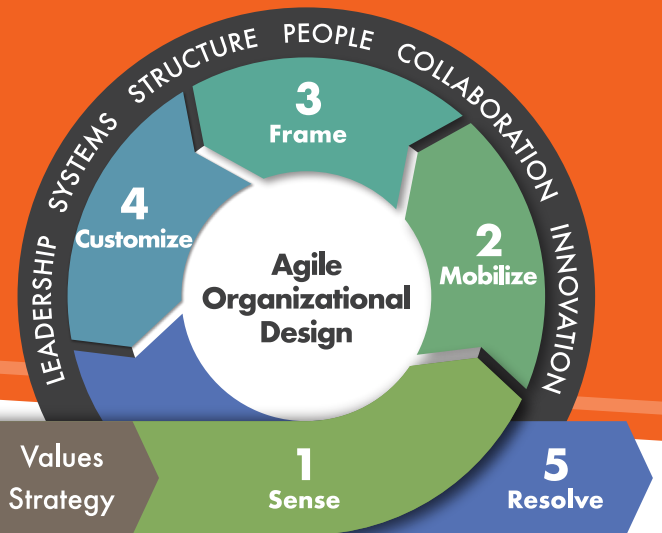 LEADERSHIP SYSTEMS STRUCTURE PEOPLE COLLABORATION INNOVATION
3
Frame
4
Customize
2
Mobilize
Agile
Organizational
Design
Values
Strategy
1
Sense
5
Resolve